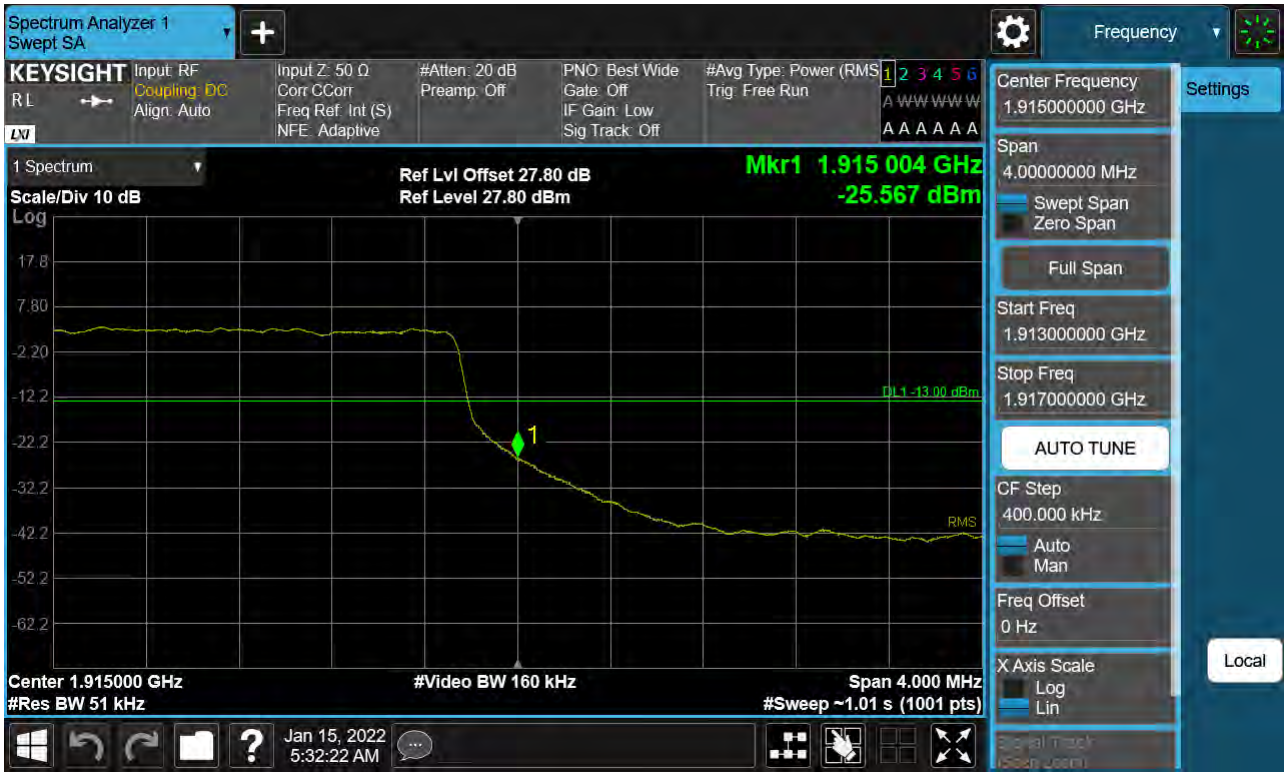 Spectrum Analyzer 1
Swept SA
Frequency
KEYSIGHT
RL
LXI
Input: RF
Coupling: DC
Align: Auto
Input Z: 50 Ω
Corr CCorr
Freq Ref: Int (S)
NFE: Adaptive
#Atten: 20 dB
Preamp: Off
PNO: Best Wide
Gate: Off
IF Gain: Low
Sig Track: Off
#Avg Type: Power (RMS
Trig: Free Run
1 2 3 4 5 6
A W W W W W
A A A A A A
1 Spectrum
Scale/Div 10 dB
Log
Ref Lvl Offset 27.80 dB
Ref Level 27.80 dBm
Mkr1 1.915 004 GHz
-25.567 dBm
17.8
7.80
-2.20
-12.2
DL1 -13.00 dBm
-22.2
1
-32.2
-42.2
RMS
-52.2
-62.2
Center 1.915000 GHz
#Res BW 51 kHz
#Video BW 160 kHz
Span 4.000 MHz
#Sweep ~1.01 s (1001 pts)
Center Frequency
1.915000000 GHz
Settings
Span
4.00000000 MHz
Swept Span
Zero Span
Full Span
Start Freq
1.913000000 GHz
Stop Freq
1.917000000 GHz
AUTO TUNE
CF Step
400.000 kHz
Auto
Man
Freq Offset
0 Hz
X Axis Scale
Log
Lin
Local
Signal Track
(Span Zoom)
?
Jan 15, 2022
5:32:22 AM